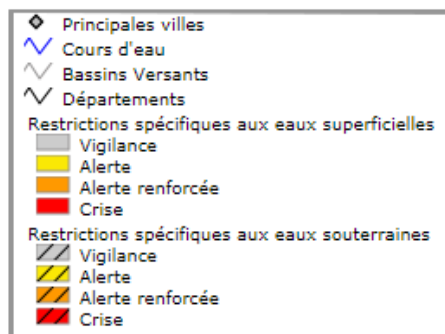 Principales villes
Cours d'eau
Bassins Versants
Départements
Restrictions spécifiques aux eaux superficielles
Vigilance
Alerte
Alerte renforcée
Crise
Restrictions spécifiques aux eaux souterraines
Vigilance
Alerte
Alerte renforcée
Crise